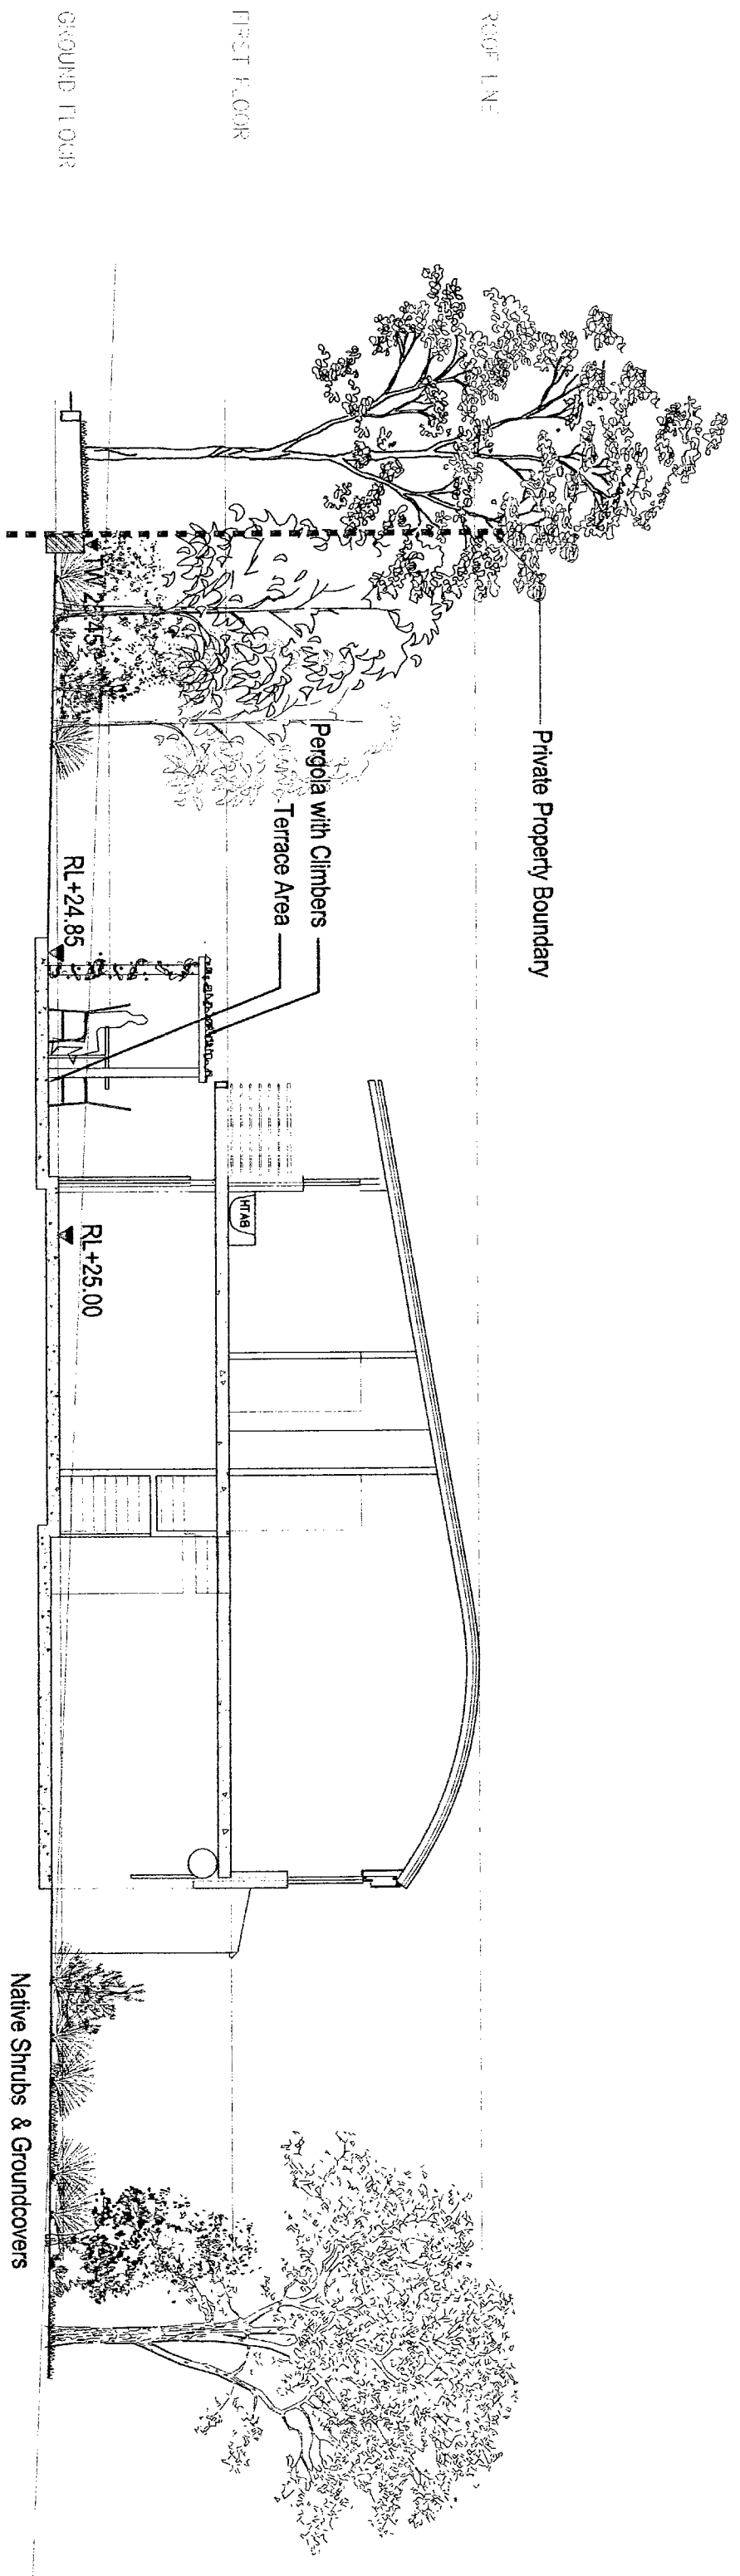 ROOF LINE
FIRST FLOOR
GROUND FLOOR
Private Property Boundary
Pergola with Climbers
Terrace Area
RL+24.85
BATH
RL+25.00
Native Shrubs & Groundcovers